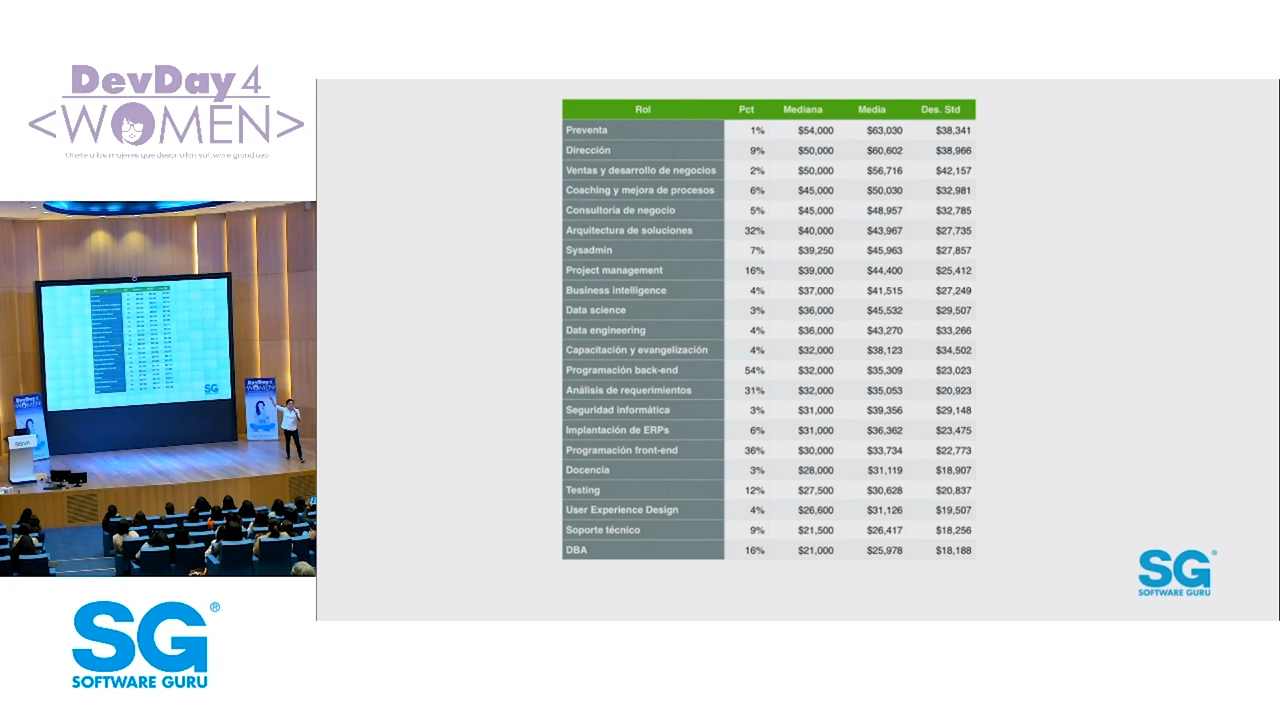 DevDay4
<WOMEN>
Rol Pct Mediana Media Des. Std
Preventa 1% $54,000 $63,030 $38,341
Dirección 9% $50,000 $60,602 $38,966
Ventas y desarrollo de negocios 2% $50,000 $56,716 $42,157
Coaching y mejora de procesos 6% $45,000 $50,030 $32,981
Consultoría de negocio 5% $45,000 $48,957 $32,785
Arquitectura de soluciones 32% $40,000 $43,967 $27,735
Sysadmin 7% $39,250 $45,963 $27,857
Project management 16% $39,000 $44,400 $25,412
Business intelligence 4% $37,000 $41,515 $27,249
Data science 3% $36,000 $45,532 $29,507
Data engineering 4% $36,000 $43,270 $33,266
Capacitación y evangelización 4% $32,000 $38,123 $34,502
Programación back-end 54% $32,000 $35,309 $23,023
Análisis de requerimientos 31% $32,000 $35,053 $20,923
Seguridad informática 3% $31,000 $39,356 $29,148
Implantación de ERPs 6% $31,000 $36,362 $23,475
Programación front-end 36% $30,000 $33,734 $22,773
Docencia 3% $28,000 $31,119 $18,907
Testing 12% $27,500 $30,628 $20,837
User Experience Design 4% $26,600 $31,126 $19,507
Soporte técnico 9% $21,500 $26,417 $18,256
DBA 16% $21,000 $25,978 $18,188
SG®
SOFTWARE GURU
SG
DevDay4
BBVA
SG®
SOFTWARE GURU